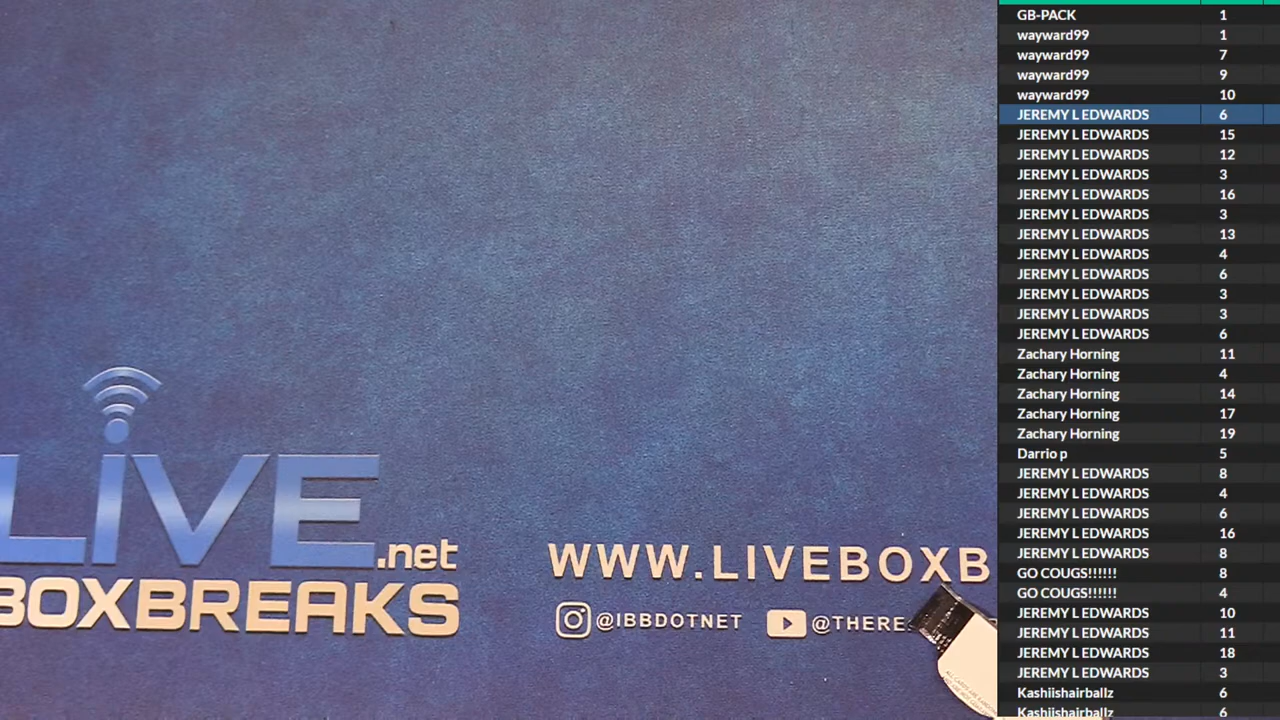 GB-PACK 1
wayward99 1
wayward99 7
wayward99 9
wayward99 10
JEREMY L EDWARDS 6
JEREMY L EDWARDS 15
JEREMY L EDWARDS 12
JEREMY L EDWARDS 3
JEREMY L EDWARDS 16
JEREMY L EDWARDS 3
JEREMY L EDWARDS 13
JEREMY L EDWARDS 4
JEREMY L EDWARDS 6
JEREMY L EDWARDS 3
JEREMY L EDWARDS 3
JEREMY L EDWARDS 6
Zachary Horning 11
Zachary Horning 4
Zachary Horning 14
Zachary Horning 17
Zachary Horning 19
Darrio p 5
JEREMY L EDWARDS 8
JEREMY L EDWARDS 4
JEREMY L EDWARDS 6
JEREMY L EDWARDS 16
JEREMY L EDWARDS 8
GO COUGS!!!!!! 8
GO COUGS!!!!!! 4
JEREMY L EDWARDS 10
JEREMY L EDWARDS 11
JEREMY L EDWARDS 18
JEREMY L EDWARDS 3
Kashiishairballz 6
Kashiishairballz 6
LiVE.net
BOXBREAKS
WWW.LIVEBOXB
@IBBDOTNET @THERE